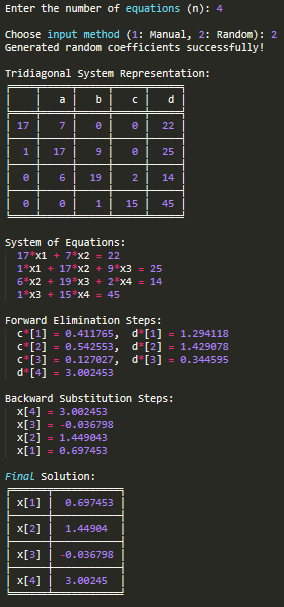 Enter the number of equations (n): 4
Choose input method (1: Manual, 2: Random): 2
Generated random coefficients successfully!
Tridiagonal System Representation:
| | a | b | c | d |
| 17 | 7 | 0 | 0 | 22 |
| 1 | 17 | 9 | 0 | 25 |
| 0 | 6 | 19 | 2 | 14 |
| 0 | 0 | 1 | 15 | 45 |
System of Equations:
17*x1 + 7*x2 = 22
1*x1 + 17*x2 + 9*x3 = 25
6*x2 + 19*x3 + 2*x4 = 14
1*x3 + 15*x4 = 45
Forward Elimination Steps:
c*[1] = 0.411765, d*[1] = 1.294118
c*[2] = 0.542553, d*[2] = 1.429078
c*[3] = 0.127027, d*[3] = 0.344595
d*[4] = 3.002453
Backward Substitution Steps:
x[4] = 3.002453
x[3] = -0.036798
x[2] = 1.449043
x[1] = 0.697453
Final Solution:
| x[1] | 0.697453 |
| x[2] | 1.44904 |
| x[3] | -0.036798 |
| x[4] | 3.00245 |